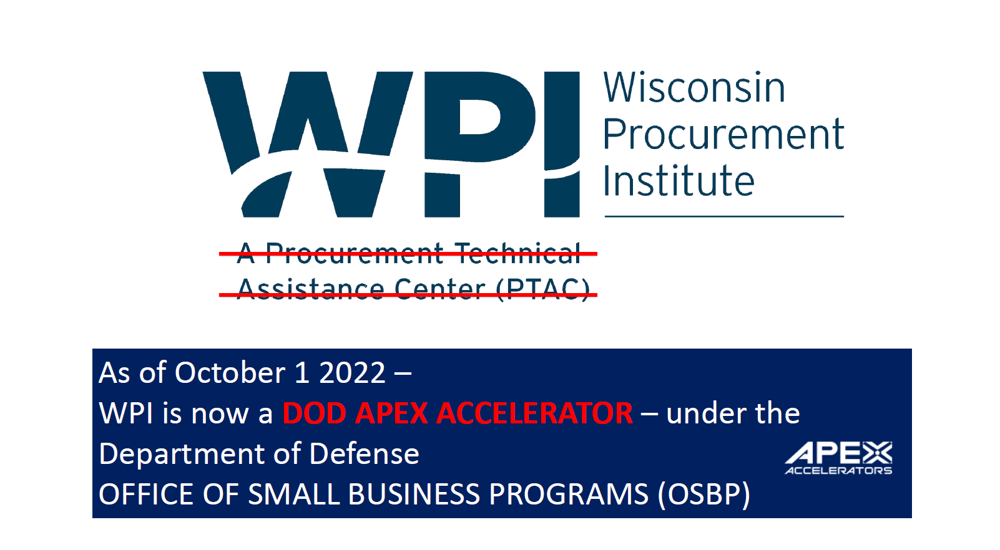 WPI
Wisconsin
Procurement
Institute
A Procurement Technical
Assistance Center (PTAC)
As of October 1 2022 –
WPI is now a DOD APEX ACCELERATOR – under the
Department of Defense
OFFICE OF SMALL BUSINESS PROGRAMS (OSBP)
APEX
ACCELERATORS